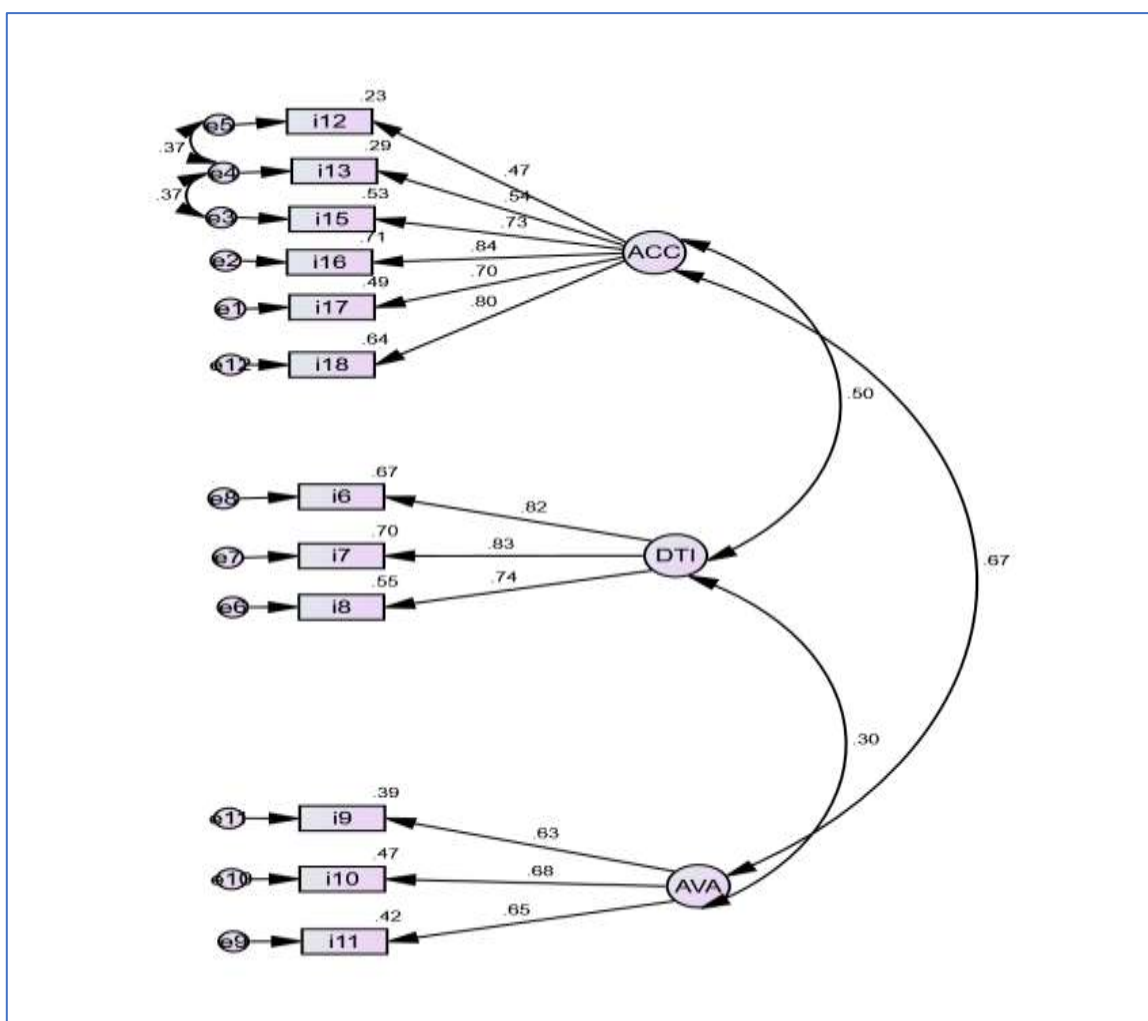 .23
e5 i12
.47
.37
.29
e4 i13
.54
.37
.53
e3 i15
.73
.71
e2 i16
.84
ACC
.49
e1 i17
.70
.80
.64
e12 i18
.50
.67
e8 i6
.82
.70
e7 i7
.83
DTI
.67
.55
e6 i8
.74
.30
.39
e11 i9
.63
.47
e10 i10
.68
AVA
.42
e9 i11
.65